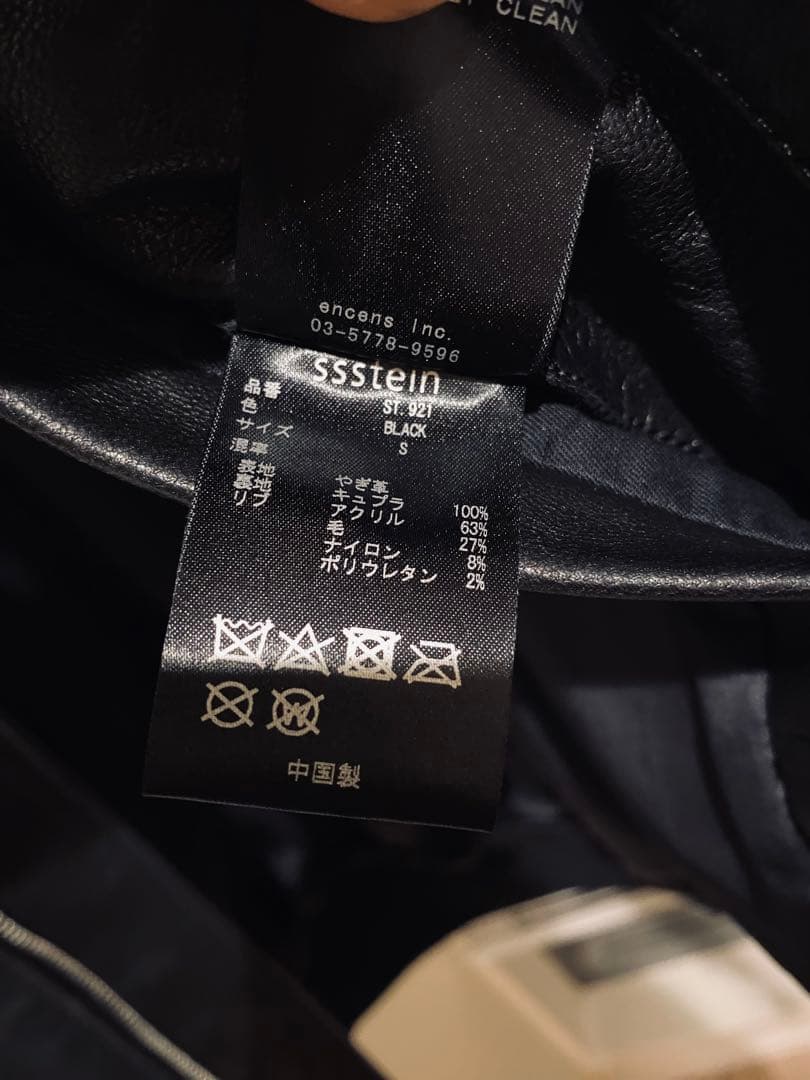 CLEAN
encens Inc.
03-5778-9596
ssstein
品番 ST.921
色 BLACK
サイズ S
混率
表地 やぎ革
裏地 キュプラ 100%
リブ アクリル 63%
毛 27%
ナイロン 8%
ポリウレタン 2%
W
中国製